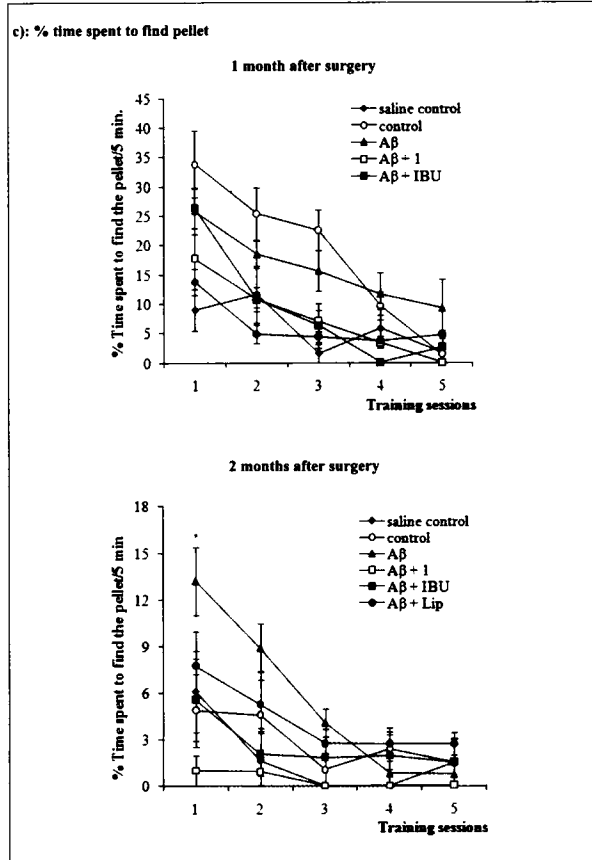 c): % time spent to find pellet
1 month after surgery
% Time spent to find the pellet/5 min.
45
40
35
30
25
20
15
10
5
0
saline control
control
Aβ
Aβ + 1
Aβ + IBU
1 2 3 4 5
Training sessions
2 months after surgery
% Time spent to find the pellet/5 min
18
15
12
9
6
3
0
*
saline control
control
Aβ
Aβ + 1
Aβ + IBU
Aβ + Lip
1 2 3 4 5
Training sessions